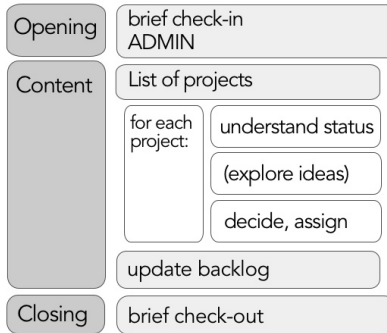 Opening
brief check-in
ADMIN
Content
List of projects
for each
project:
understand status
(explore ideas)
decide, assign
update backlog
Closing
brief check-out